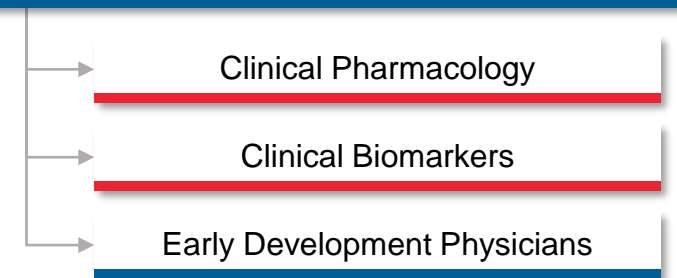 Clinical Pharmacology
Clinical Biomarkers
Early Development Physicians